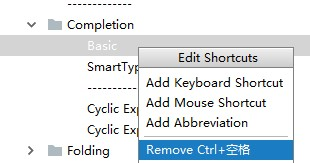 -------------
Completion
Basic
Edit Shortcuts
SmartTyp
Add Keyboard Shortcut
Add Mouse Shortcut
-----------
Add Abbreviation
Cyclic Exp
Cyclic Exp
Remove Ctrl+空格
Folding